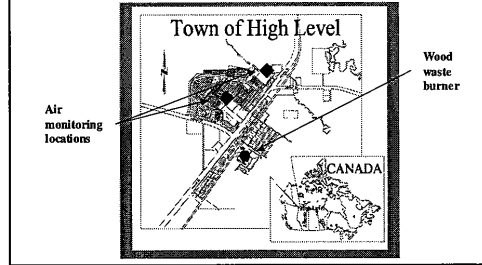 Town of High Level
Wood
waste
burner
Air
monitoring
locations
N
CANADA